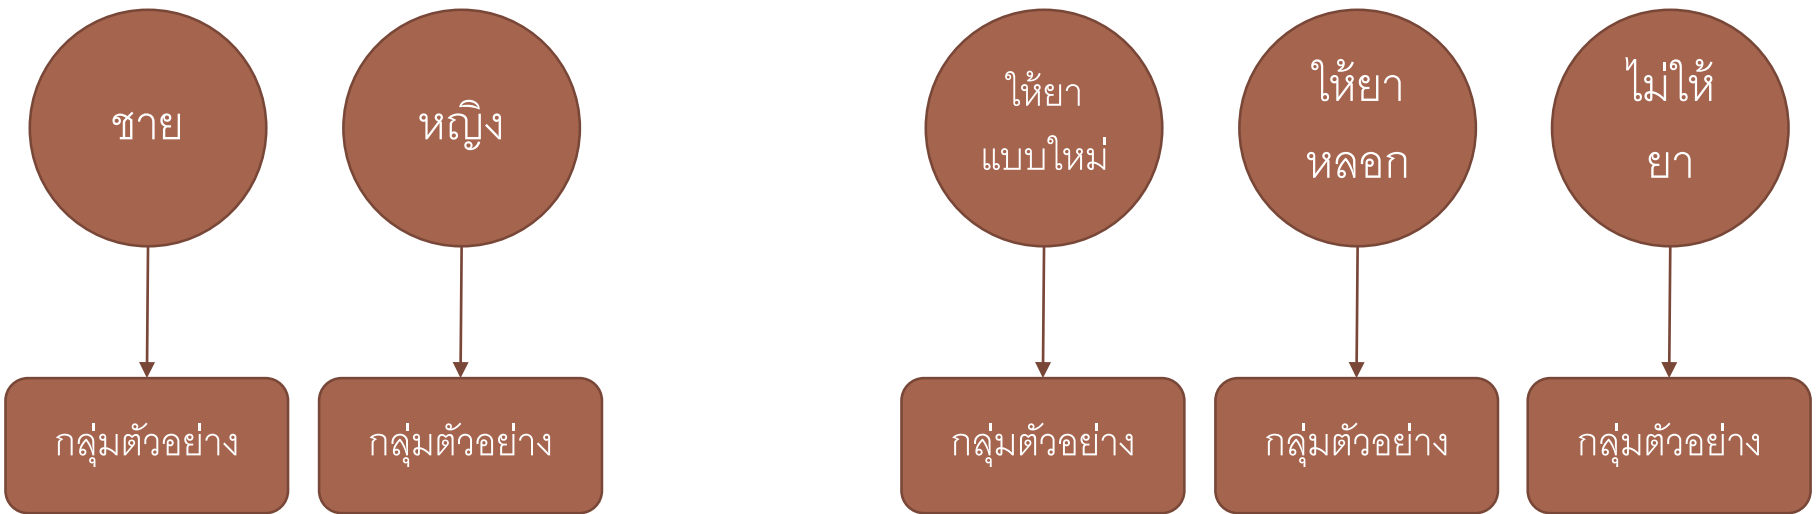 ชาย
หญิง
ให้ยา
แบบใหม่
ให้ยา
หลอก
ไม่ให้
ยา
กลุ่มตัวอย่าง
กลุ่มตัวอย่าง
กลุ่มตัวอย่าง
กลุ่มตัวอย่าง
กลุ่มตัวอย่าง